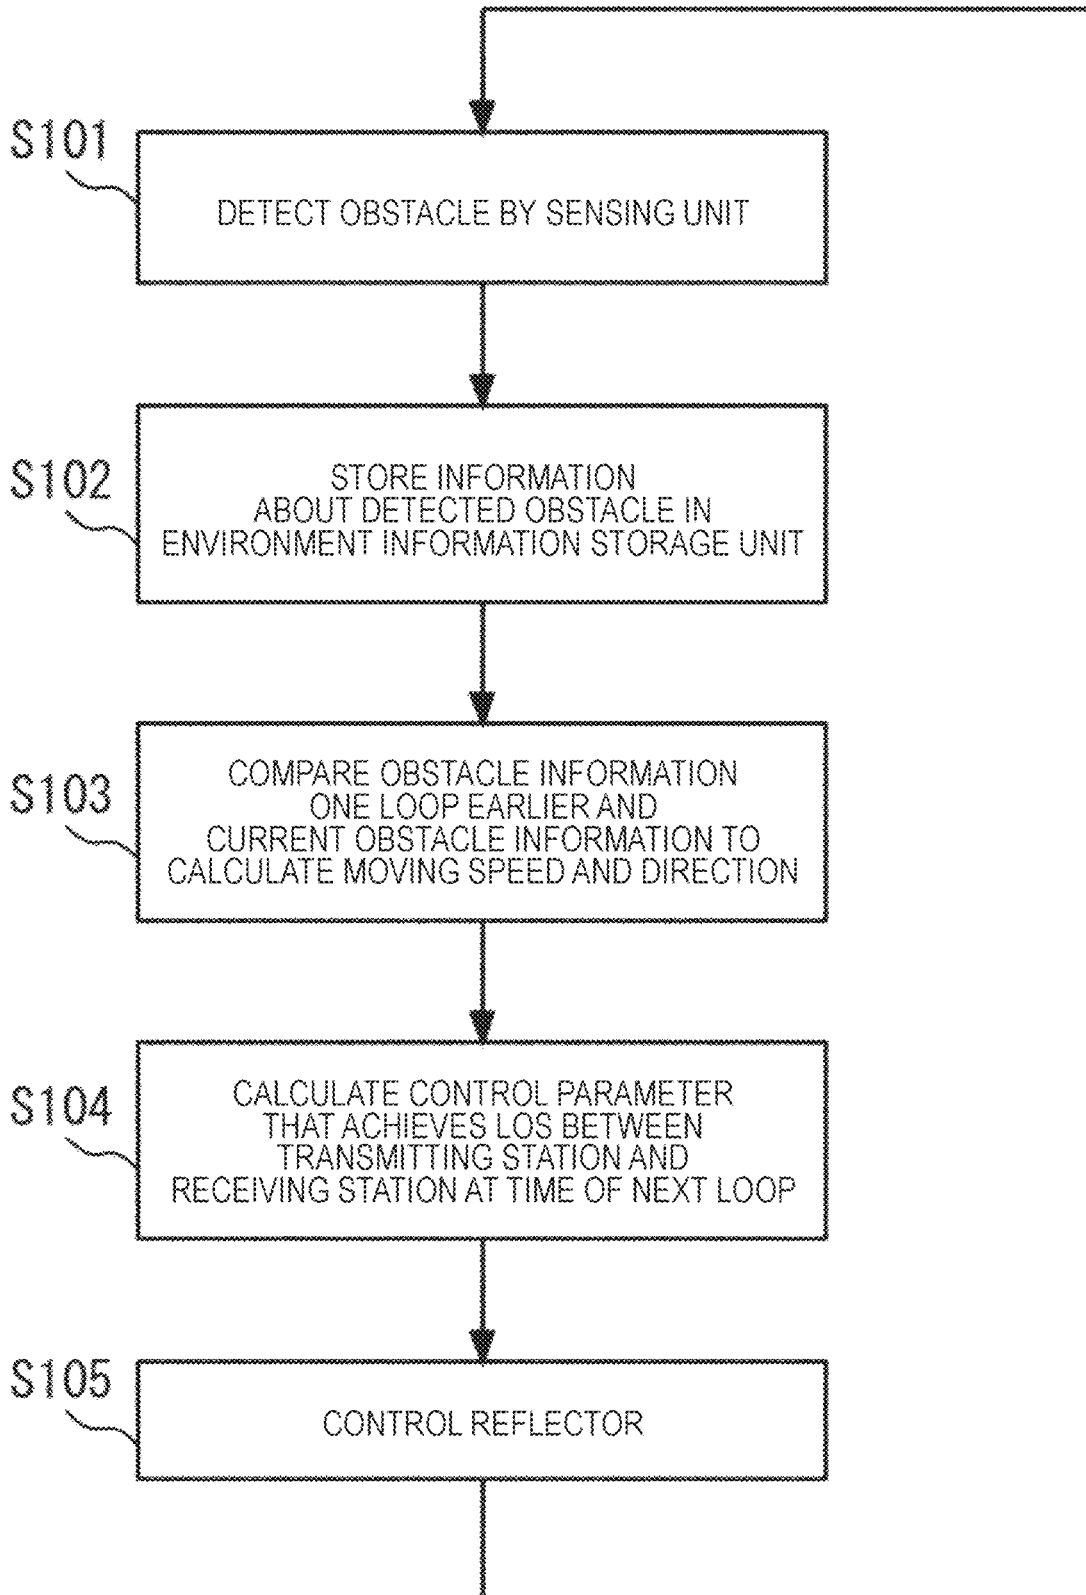 S101
DETECT OBSTACLE BY SENSING UNIT
S102
STORE INFORMATION
ABOUT DETECTED OBSTACLE IN
ENVIRONMENT INFORMATION STORAGE UNIT
S103
COMPARE OBSTACLE INFORMATION
ONE LOOP EARLIER AND
CURRENT OBSTACLE INFORMATION TO
CALCULATE MOVING SPEED AND DIRECTION
S104
CALCULATE CONTROL PARAMETER
THAT ACHIEVES LOS BETWEEN
TRANSMITTING STATION AND
RECEIVING STATION AT TIME OF NEXT LOOP
S105
CONTROL REFLECTOR